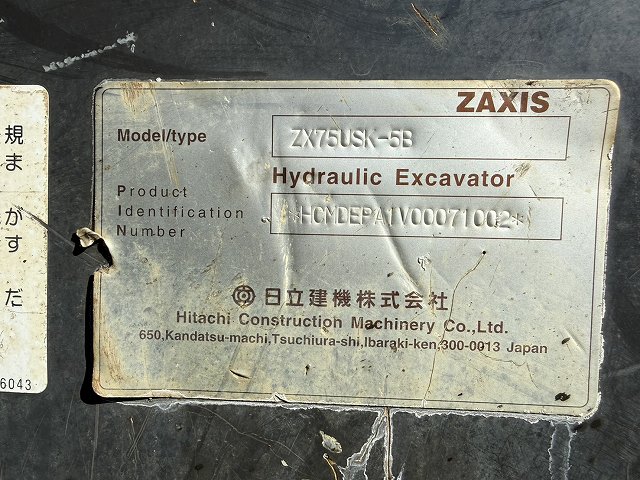 ZAXIS
Model/type ZX75USK-5B
Hydraulic Excavator
Product
Identification
Number
*HCMDEPA1V00071002*
日立建機株式会社
Hitachi Construction Machinery Co.,Ltd.
650,Kandatsu-machi,Tsuchiura-shi,Ibaraki-ken,300-0013 Japan
規ま
がす
だ
6043